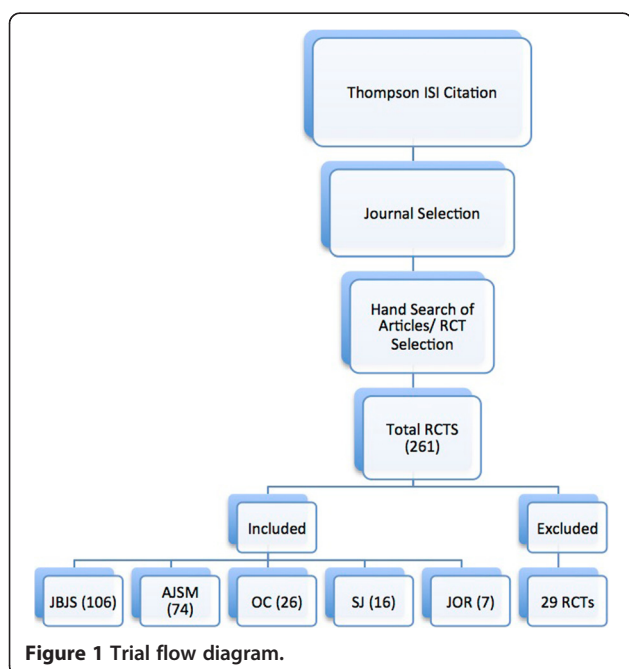 Thompson ISI Citation
Journal Selection
Hand Search of
Articles/ RCT
Selection
Total RCTS
(261)
Included
Excluded
JBJS (106)
AJSM
(74)
OC (26)
SJ (16)
JOR (7)
29 RCTs
Figure 1 Trial flow diagram.